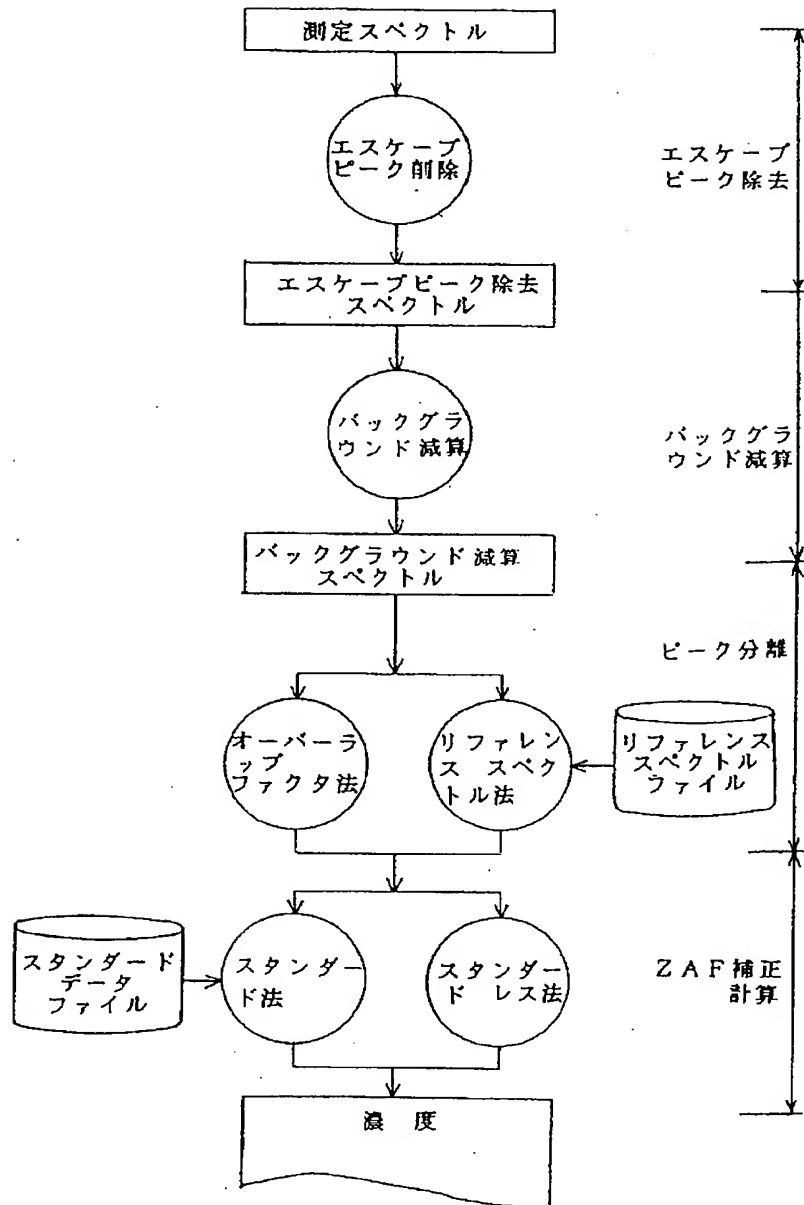 測定スペクトル
エスケープ
ピーク削除
エスケープ
ピーク除去
エスケープピーク除去
スペクトル
バックグラ
ウンド減算
バックグラ
ウンド減算
バックグラウンド減算
スペクトル
ピーク分離
オーバーラ
ップ
ファクタ法
リファレン
ス スペク
トル法
リファレンス
スペクトル
ファイル
スタンダード
データ
ファイル
スタンダー
ド法
スタンダー
ド レス法
ZAF補正
計算
濃 度